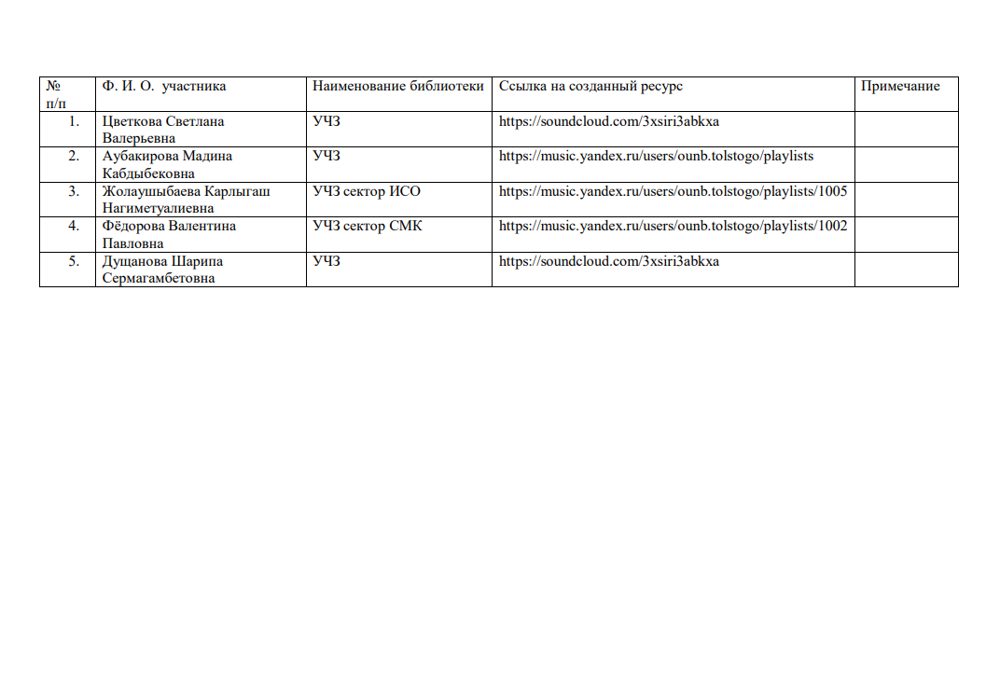 № п/п Ф. И. О. участника Наименование библиотеки Ссылка на созданный ресурс Примечание
1. Цветкова Светлана Валерьевна УЧЗ https://soundcloud.com/3xsiri3abkxa
2. Аубакирова Мадина Кабдыбековна УЧЗ https://music.yandex.ru/users/ounb.tolstogo/playlists
3. Жолаушыбаева Карлыгаш Нагиметуалиевна УЧЗ сектор ИСО https://music.yandex.ru/users/ounb.tolstogo/playlists/1005
4. Фёдорова Валентина Павловна УЧЗ сектор СМК https://music.yandex.ru/users/ounb.tolstogo/playlists/1002
5. Дущанова Шарипа Сермагамбетовна УЧЗ https://soundcloud.com/3xsiri3abkxa